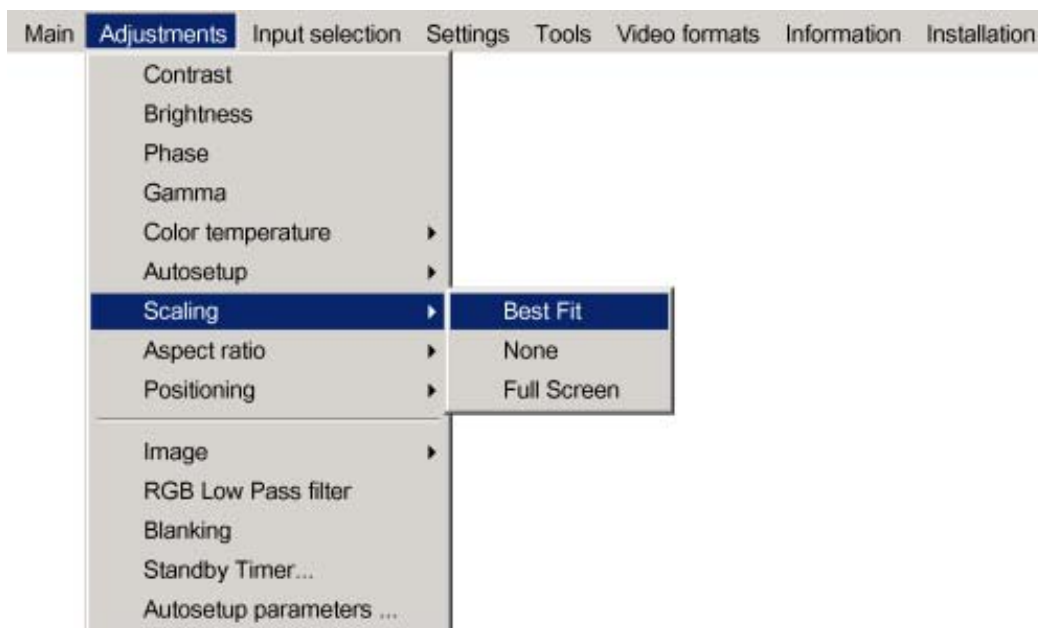 Main Adjustments Input selection Settings Tools Video formats Information Installation
Contrast
Brightness
Phase
Gamma
Color temperature
Autosetup
Scaling
Best Fit
Aspect ratio
None
Positioning
Full Screen
Image
RGB Low Pass filter
Blanking
Standby Timer...
Autosetup parameters ...